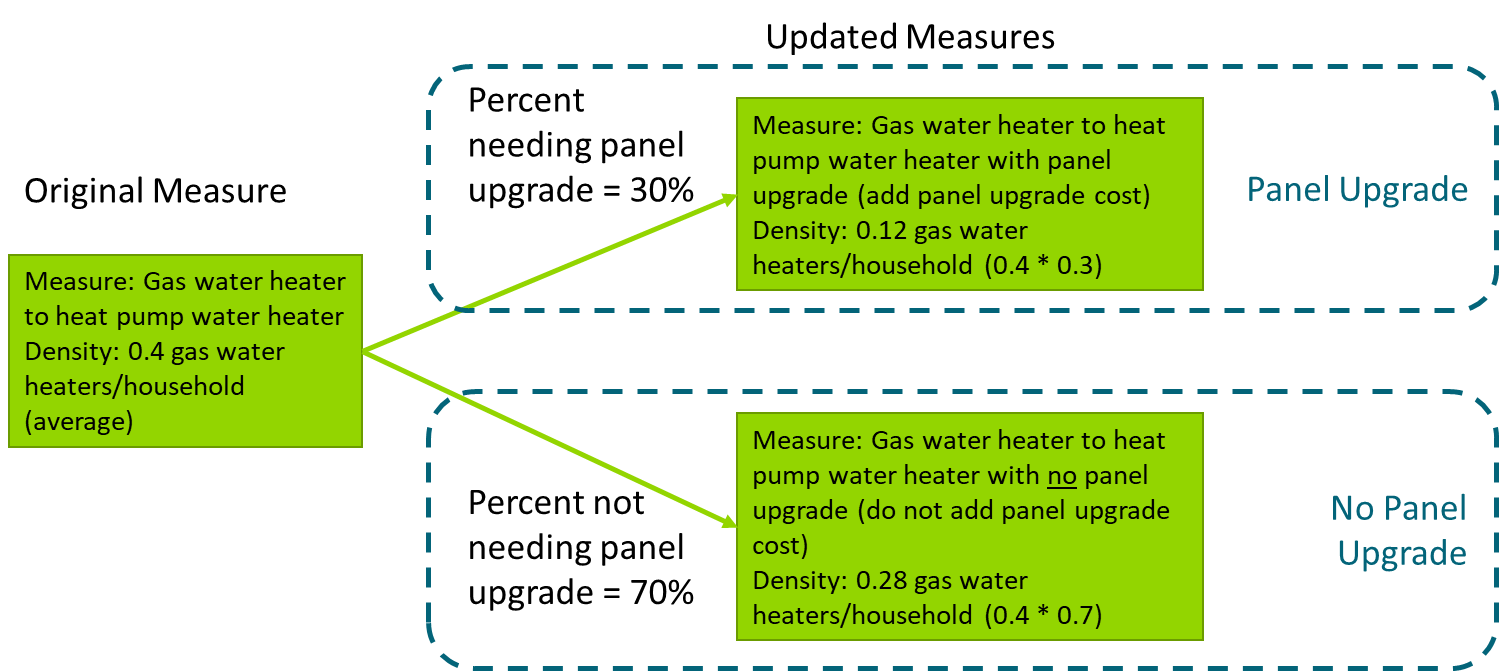 Updated Measures
Original Measure
Measure: Gas water heater
to heat pump water heater
Density: 0.4 gas water
heaters/household
(average)
Percent
needing panel
upgrade = 30%
Measure: Gas water heater to heat
pump water heater with panel
upgrade (add panel upgrade cost)
Density: 0.12 gas water
heaters/household (0.4 * 0.3)
Panel Upgrade
Percent not
needing panel
upgrade = 70%
Measure: Gas water heater to heat
pump water heater with no panel
upgrade (do not add panel upgrade
cost)
Density: 0.28 gas water
heaters/household (0.4 * 0.7)
No Panel
Upgrade